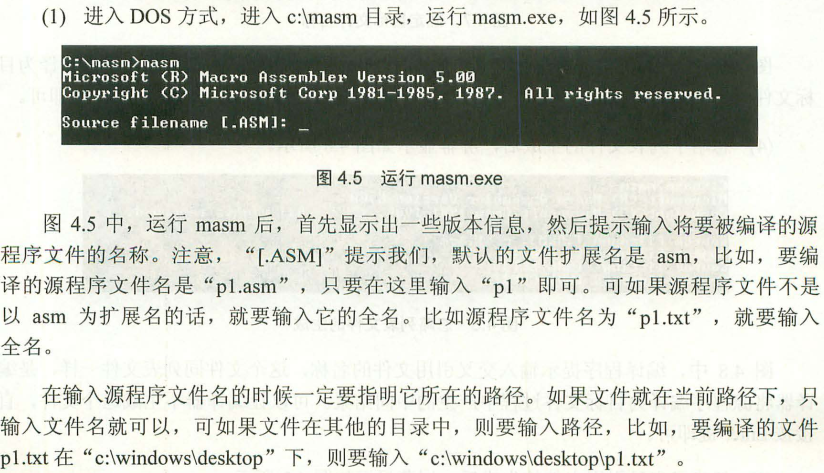 (1) 进入 DOS 方式，进入 c:\masm 目录，运行 masm.exe，如图 4.5 所示。
C:\masm>masm
Microsoft (R) Macro Assembler Version 5.00
Copyright (C) Microsoft Corp 1981-1985, 1987.  All rights reserved.
Source filename [.ASM]: _
图 4.5 运行 masm.exe
图 4.5 中，运行 masm 后，首先显示出一些版本信息，然后提示输入将要被编译的源
程序文件的名称。注意，“[.ASM]”提示我们，默认的文件扩展名是 asm，比如，要编
译的源程序文件名是“p1.asm”，只要在这里输入“p1”即可。可如果源程序文件不是
以 asm 为扩展名的话，就要输入它的全名。比如源程序文件名为“p1.txt”，就要输入
全名。
在输入源程序文件名的时候一定要指明它所在的路径。如果文件就在当前路径下，只
输入文件名就可以，可如果文件在其他的目录中，则要输入路径，比如，要编译的文件
p1.txt 在“c:\windows\desktop”下，则要输入“c:\windows\desktop\p1.txt”。